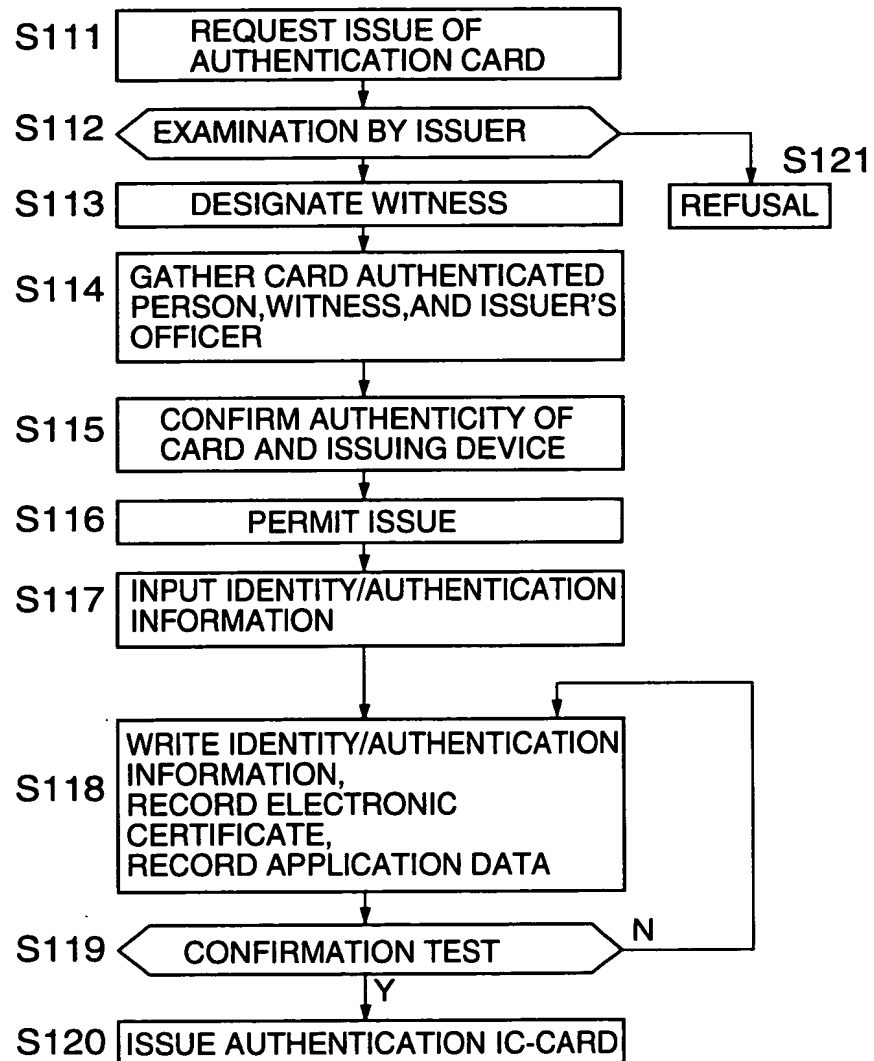 S111
REQUEST ISSUE OF
AUTHENTICATION CARD
S112
EXAMINATION BY ISSUER
S121
REFUSAL
S113
DESIGNATE WITNESS
S114
GATHER CARD AUTHENTICATED
PERSON,WITNESS,AND ISSUER'S
OFFICER
S115
CONFIRM AUTHENTICITY OF
CARD AND ISSUING DEVICE
S116
PERMIT ISSUE
S117
INPUT IDENTITY/AUTHENTICATION
INFORMATION
S118
WRITE IDENTITY/AUTHENTICATION
INFORMATION,
RECORD ELECTRONIC
CERTIFICATE,
RECORD APPLICATION DATA
S119
CONFIRMATION TEST
N
Y
S120
ISSUE AUTHENTICATION IC-CARD